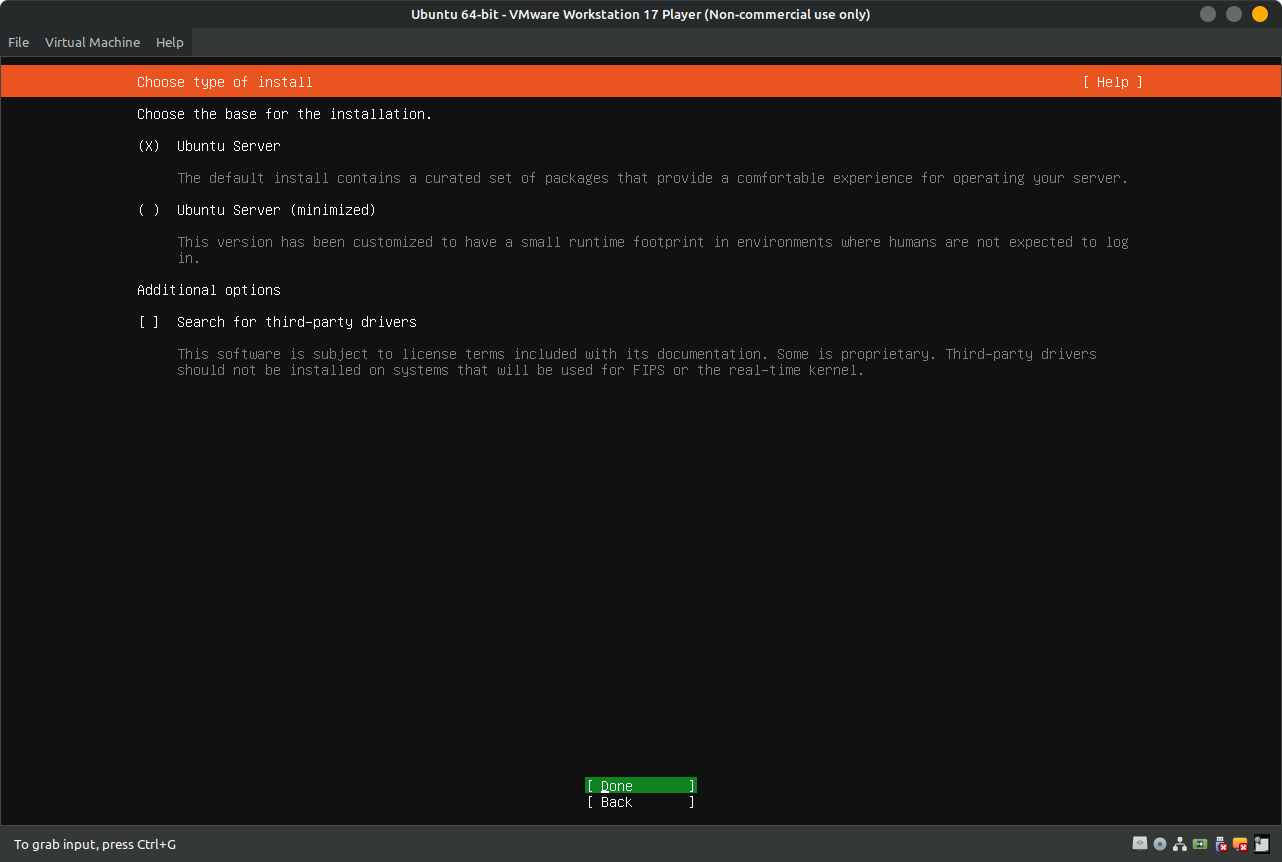 Ubuntu 64-bit - VMware Workstation 17 Player (Non-commercial use only)
File Virtual Machine Help
Choose type of install [ Help ]
Choose the base for the installation.
(X) Ubuntu Server
The default install contains a curated set of packages that provide a comfortable experience for operating your server.
( ) Ubuntu Server (minimized)
This version has been customized to have a small runtime footprint in environments where humans are not expected to log
in.
Additional options
[ ] Search for third-party drivers
This software is subject to license terms included with its documentation. Some is proprietary. Third-party drivers
should not be installed on systems that will be used for FIPS or the real-time kernel.
[ Done ]
[ Back ]
To grab input, press Ctrl+G